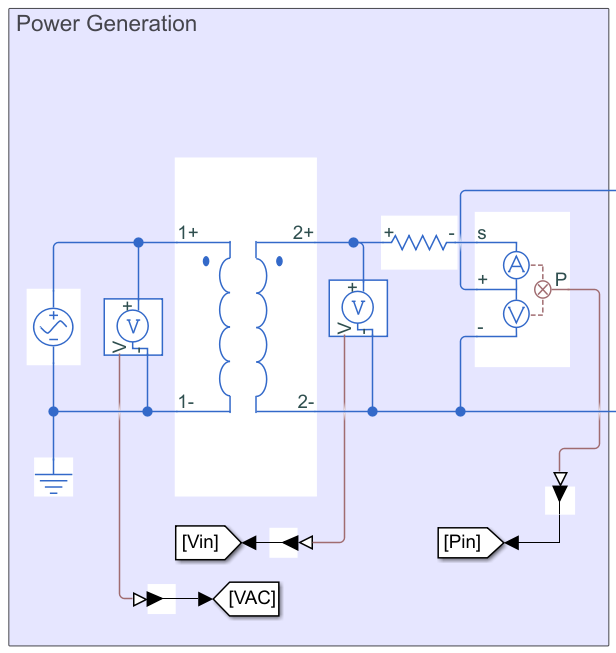 Power Generation
1+ 2+ + - s
+ A
+ P
+ V
V V
V
-
1- 2-
[Vin] [Pin]
[VAC]